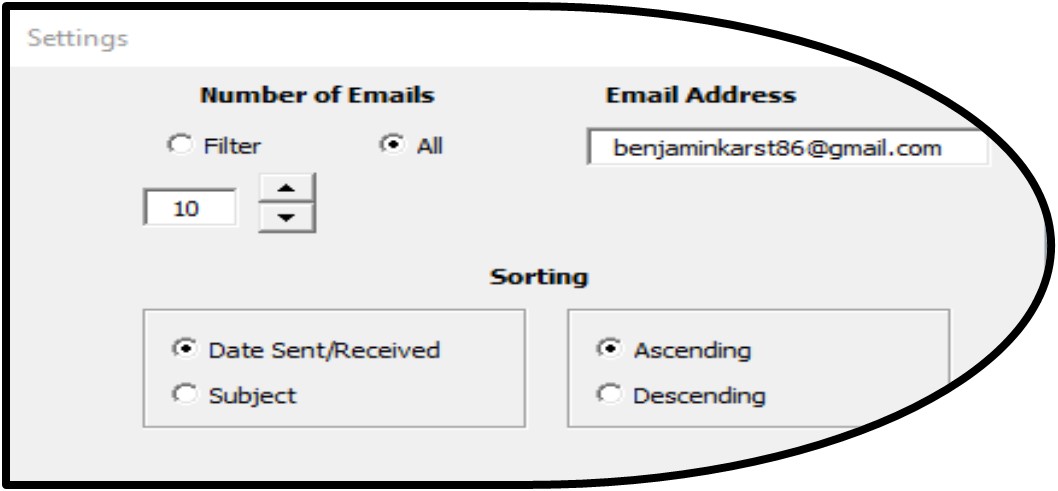 Settings
Number of Emails
Email Address
Filter
All
benjaminkarst86@gmail.com
10
Sorting
Date Sent/Received
Ascending
Subject
Descending